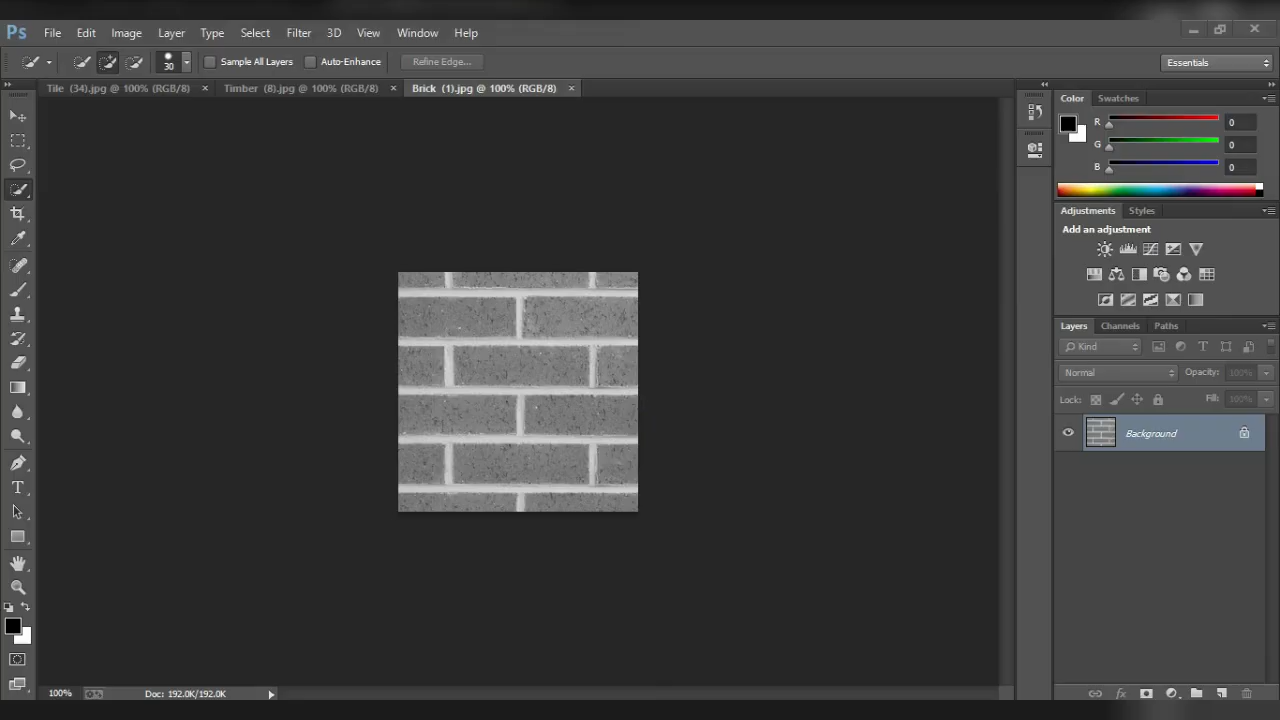 Ps File Edit Image Layer Type Select Filter 3D View Window Help
30 Sample All Layers Auto-Enhance Refine Edge... Essentials
Tile (34).jpg @ 100% (RGB/8) × Timber (8).jpg @ 100% (RGB/8) × Brick (1).jpg @ 100% (RGB/8) ×
Color Swatches
R 0
G 0
B 0
Adjustments Styles
Add an adjustment
Layers Channels Paths
Kind
Normal Opacity: 100%
Lock: Fill: 100%
Background
100% Doc: 192.0K/192.0K